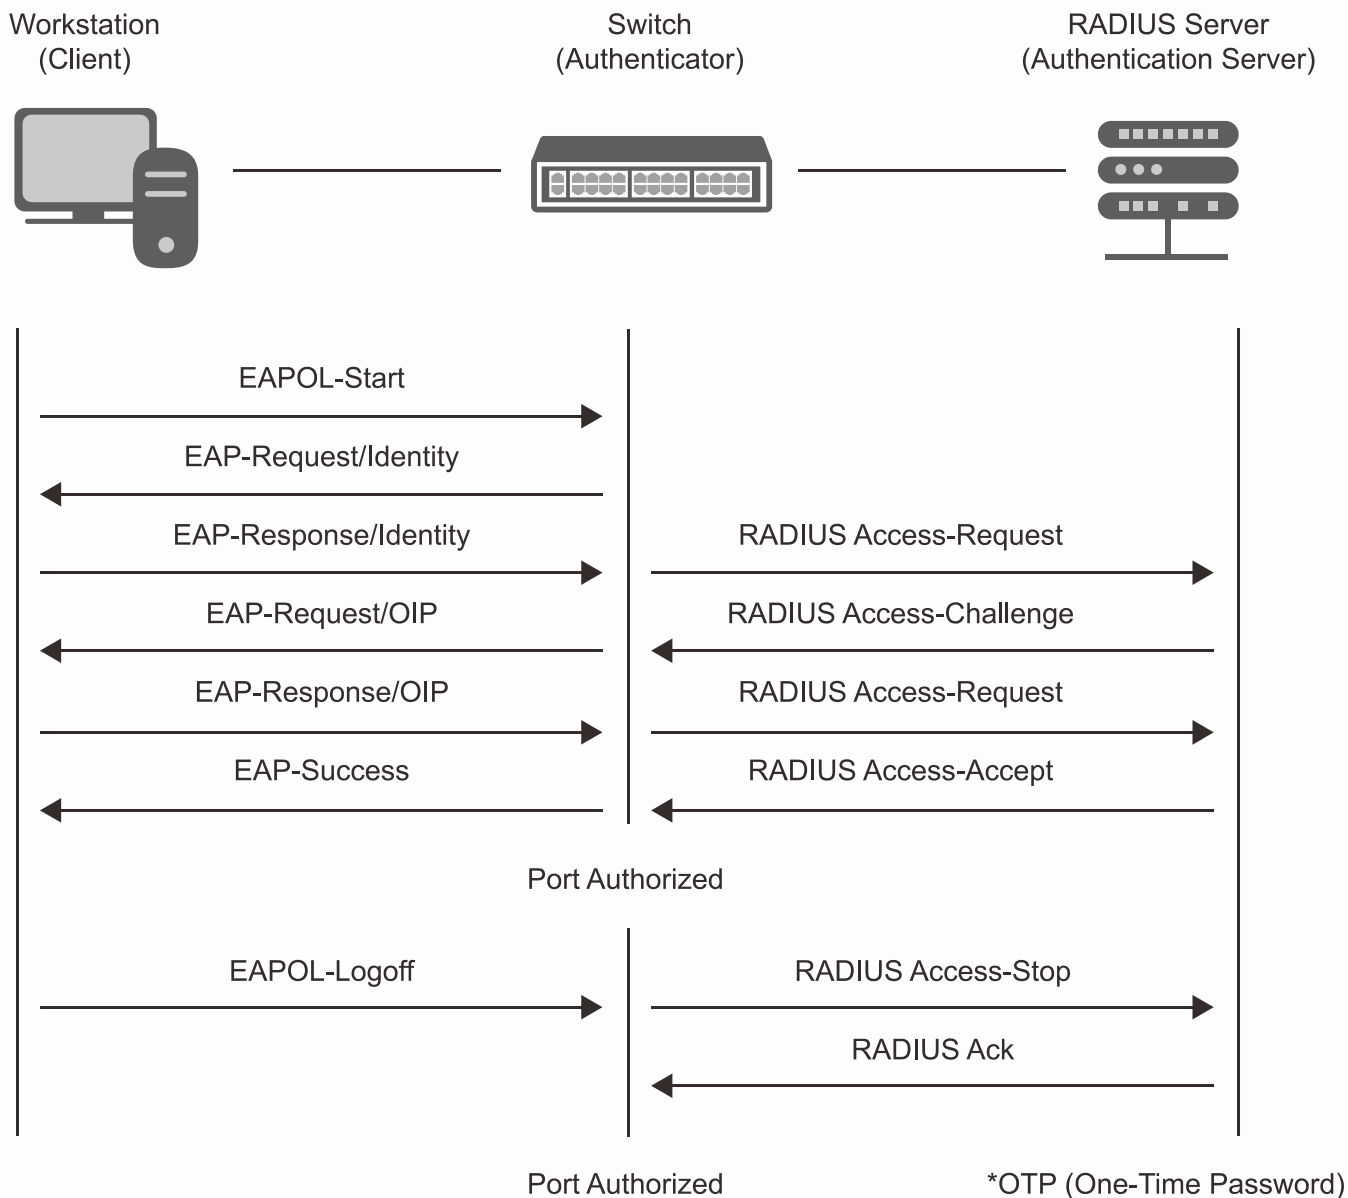 Workstation
(Client)
Switch
(Authenticator)
RADIUS Server
(Authentication Server)
EAPOL-Start
EAP-Request/Identity
EAP-Response/Identity
RADIUS Access-Request
EAP-Request/OIP
RADIUS Access-Challenge
EAP-Response/OIP
RADIUS Access-Request
EAP-Success
RADIUS Access-Accept
Port Authorized
EAPOL-Logoff
RADIUS Access-Stop
RADIUS Ack
Port Authorized
*OTP (One-Time Password)